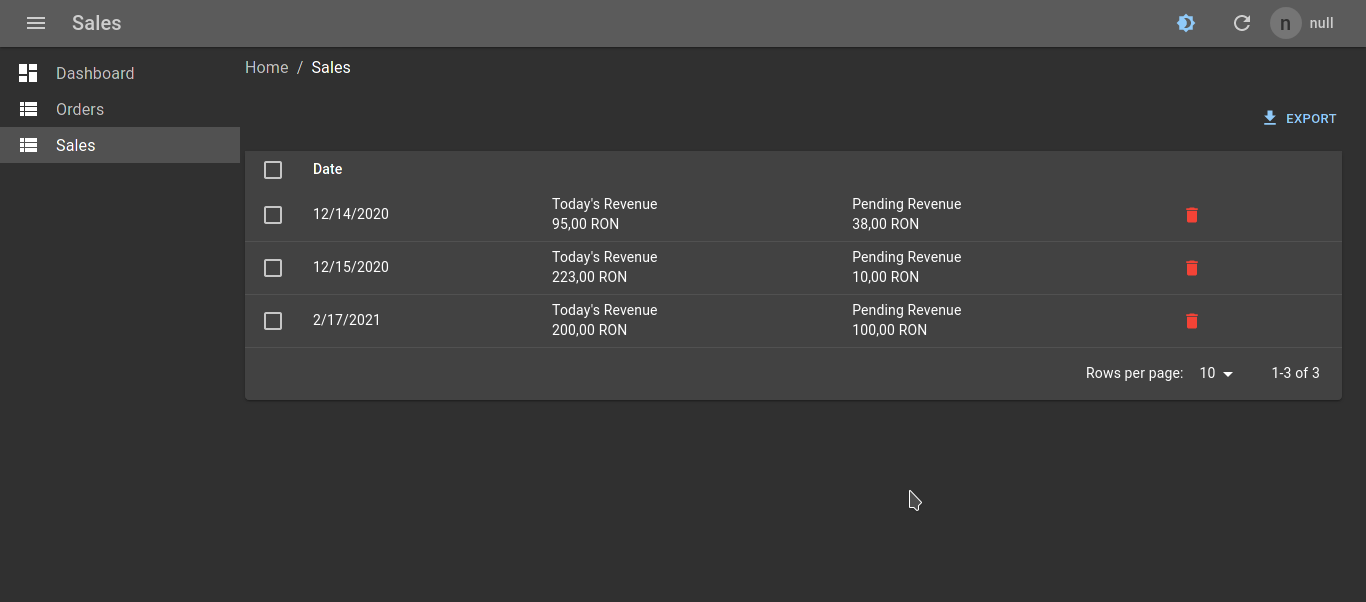 Sales
n null
Dashboard
Orders
Sales
Home / Sales
EXPORT
Date
12/14/2020
Today's Revenue
95,00 RON
Pending Revenue
38,00 RON
12/15/2020
Today's Revenue
223,00 RON
Pending Revenue
10,00 RON
2/17/2021
Today's Revenue
200,00 RON
Pending Revenue
100,00 RON
Rows per page: 10 1-3 of 3